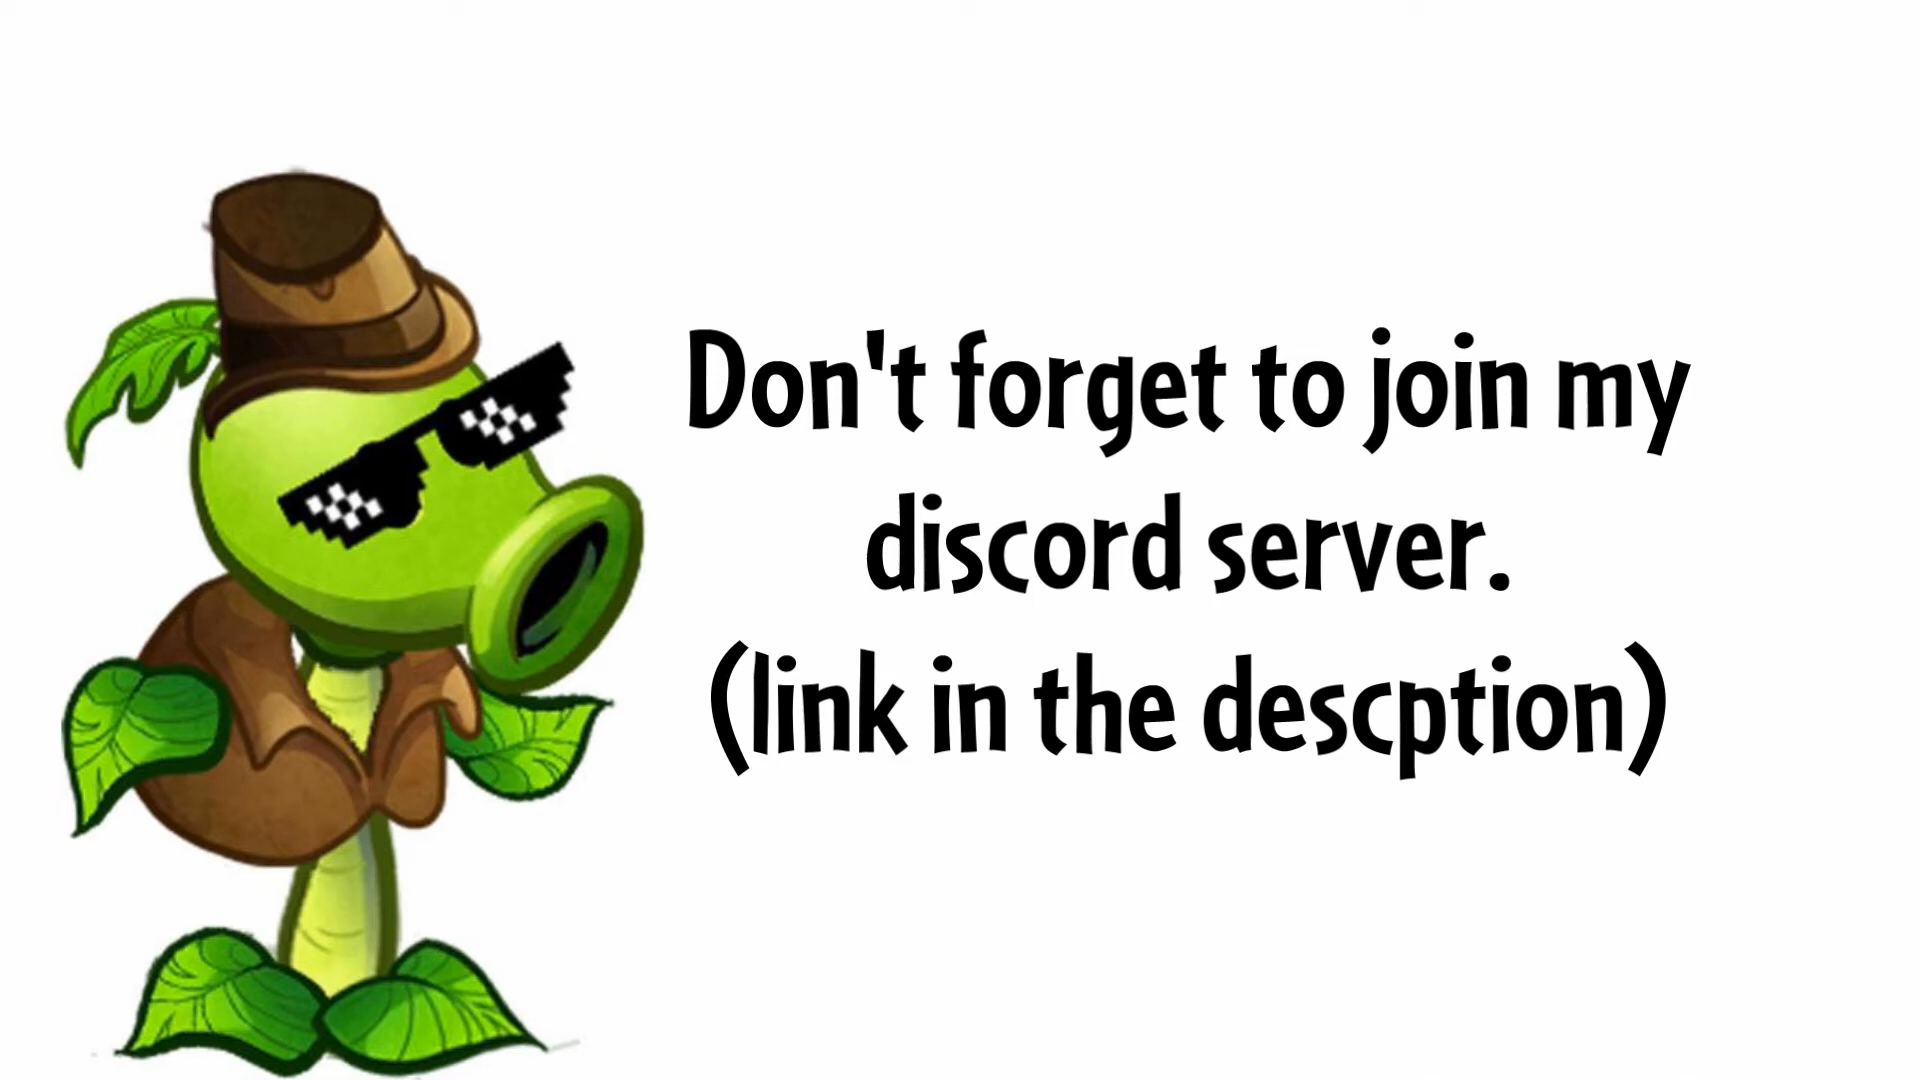 Don't forget to join my
discord server.
(link in the descption)